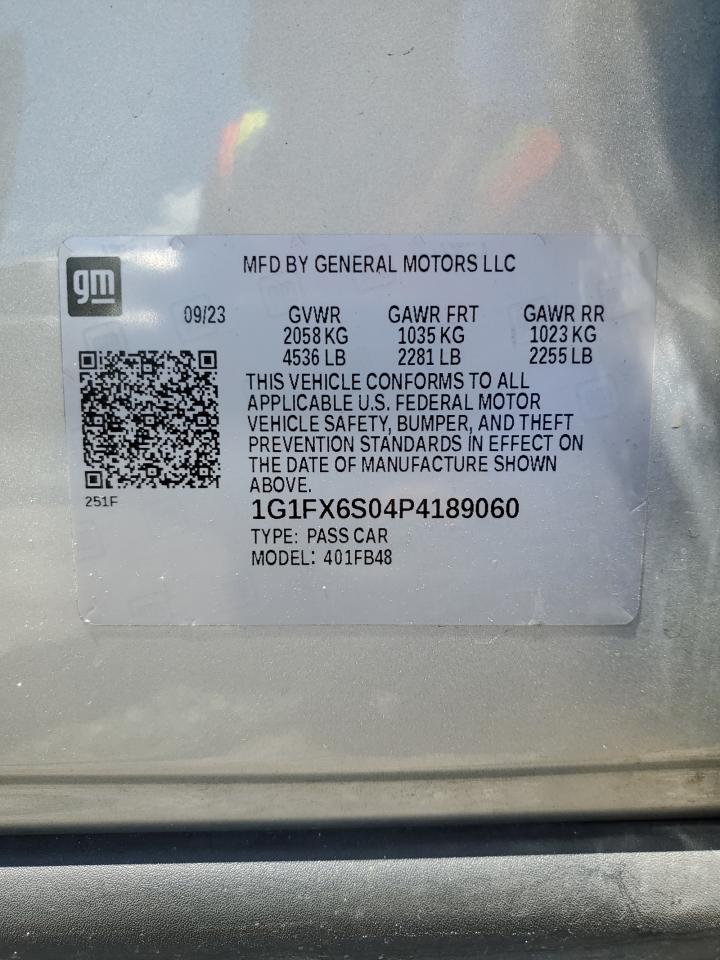 gm
MFD BY GENERAL MOTORS LLC
09/23 GVWR GAWR FRT GAWR RR
2058 KG 1035 KG 1023 KG
4536 LB 2281 LB 2255 LB
THIS VEHICLE CONFORMS TO ALL
APPLICABLE U.S. FEDERAL MOTOR
VEHICLE SAFETY, BUMPER, AND THEFT
PREVENTION STANDARDS IN EFFECT ON
THE DATE OF MANUFACTURE SHOWN
ABOVE.
251F
1G1FX6S04P4189060
TYPE: PASS CAR
MODEL: 401FB48